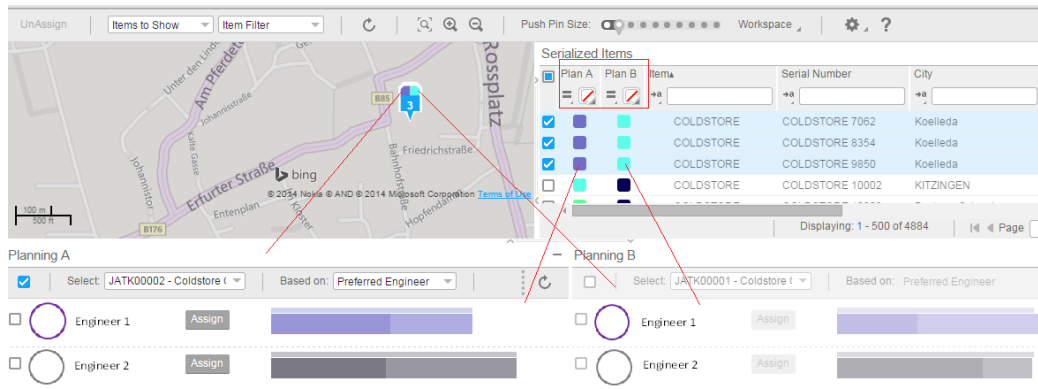 UnAssign Items to Show Item Filter Push Pin Size: Workspace ?
Serialized Items
Plan A Plan B Item Serial Number City
COLDSTORE COLDSTORE 7062 Koelleda
COLDSTORE COLDSTORE 8354 Koelleda
COLDSTORE COLDSTORE 9850 Koelleda
COLDSTORE COLDSTORE 10002 KITZINGEN
Displaying: 1 - 500 of 4884 Page
Unter den
Am Pferdete
Johannisstraße
Kalte Gasse
Johannistor
Rossplatz
B85
3
Friedrichstraße
Bahnhofstraße
Erfurter Straße
bing
© 2014 Nokia © AND © 2014 Microsoft Corporation Terms of Use
Entenplan
Hopfendamm
100 m
500 ft
B176
Planning A
Select: JATK00002 - Coldstore ( Based on: Preferred Engineer
Engineer 1 Assign
Engineer 2 Assign
Planning B
Select: JATK00001 - Coldstore ( Based on: Preferred Engineer
Engineer 1 Assign
Engineer 2 Assign